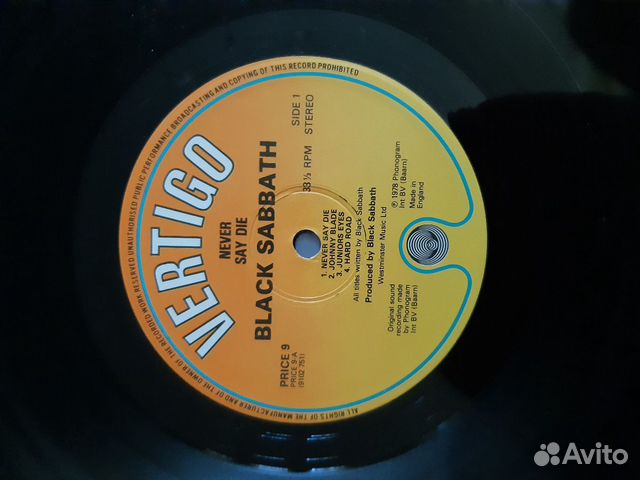 ALL RIGHTS OF THE MANUFACTURER AND OF THE OWNER OF THE RECORDED WORK RESERVED UNAUTHORISED PUBLIC PERFORMANCE BROADCASTING AND COPYING OF THIS RECORD PROHIBITED
VERTIGO
NEVER
SAY DIE
BLACK SABBATH
PRICE 9
PRICE 9-A
(9102 751)
SIDE 1
33⅓ RPM STEREO
1. NEVER SAY DIE
2. JOHNNY BLADE
3. JUNIORS EYES
4. HARD ROAD
All titles written by Black Sabbath
Produced by Black Sabbath
Westminster Music Ltd
Original sound
recording made
by Phonogram
Int BV (Baarn)
℗ 1978 Phonogram
Int BV (Baarn)
Made in
England
Avito